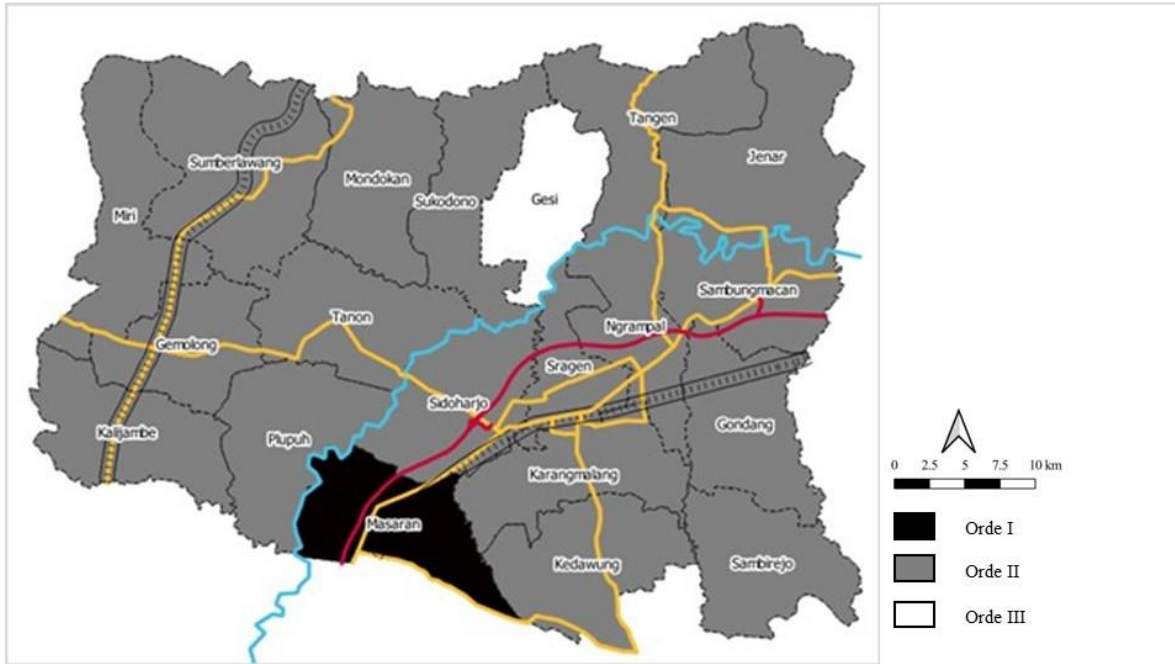 Tangen
Jenar
Sumberlawang
Mondokan
Sukodono
Gesi
Miri
Sambungmacan
Tanon
Ngrampal
Gemolong
Sragen
Sidoharjo
Gondang
Kalijambe
Plupuh
Karangmalang
Masaran
Kedawung
Sambirejo
0 2.5 5 7.5 10 km
Orde I
Orde II
Orde III